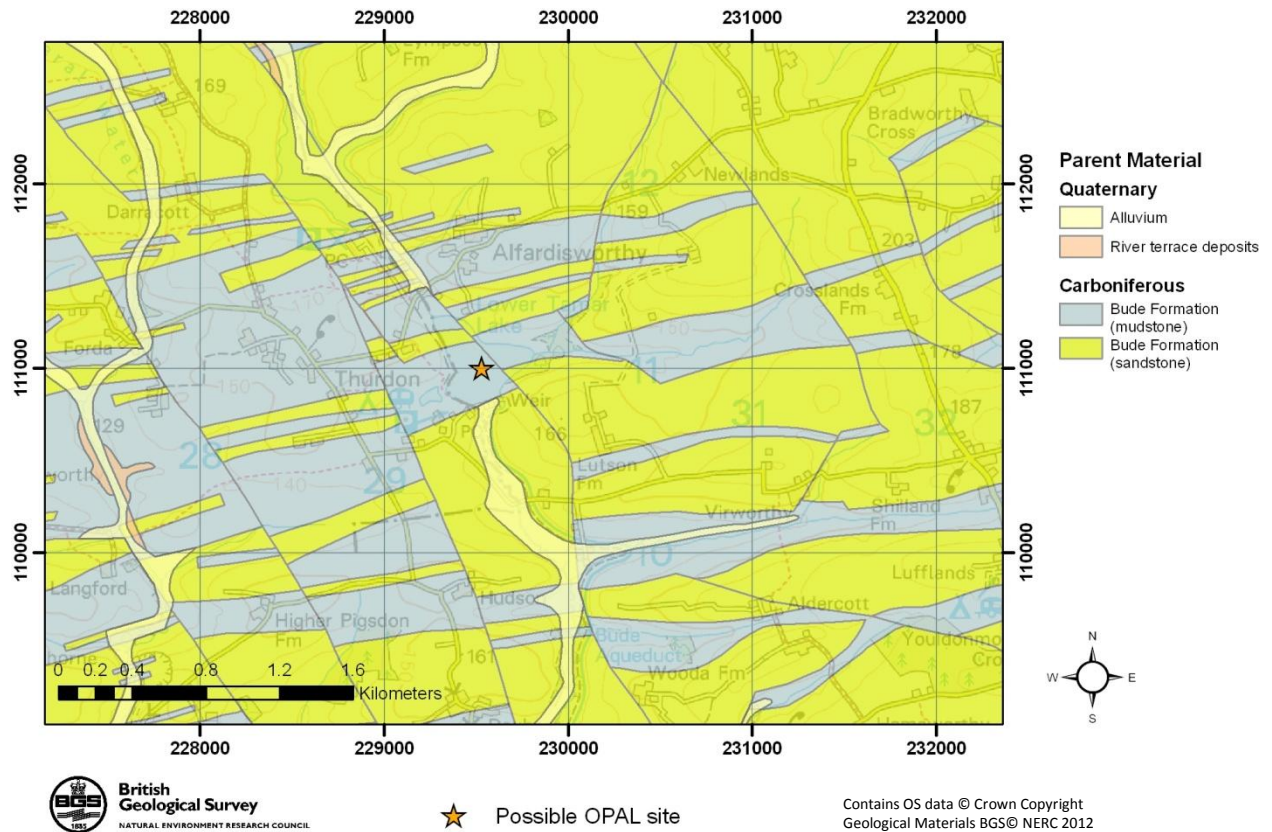 228000 229000 230000 231000 232000
112000 111000 110000
112000 111000 110000
228000 229000 230000 231000 232000
Fm
169
Bradworthy
Cross
Newlands
12
159
Darracott
PC
Alfardisworthy
203
170
Lower Tamar
Lake
Crosslands
Fm
150
Forda
150
11
178
Thurdon
Weir
31
32
187
129
166
28
29
140
Lutson
Fm
Virworthy
Shilland
Fm
10
Langford
Lufflands
Higher Pigsdon
Fm
Aldercott
Bude
Aqueduct
161
Wooda Fm
0 0.2 0.4 0.8 1.2 1.6
Kilometers
Parent Material
Quaternary
Alluvium
River terrace deposits
Carboniferous
Bude Formation
(mudstone)
Bude Formation
(sandstone)
N
W E
S
BGS
1835
British
Geological Survey
NATURAL ENVIRONMENT RESEARCH COUNCIL
Possible OPAL site
Contains OS data © Crown Copyright
Geological Materials BGS© NERC 2012